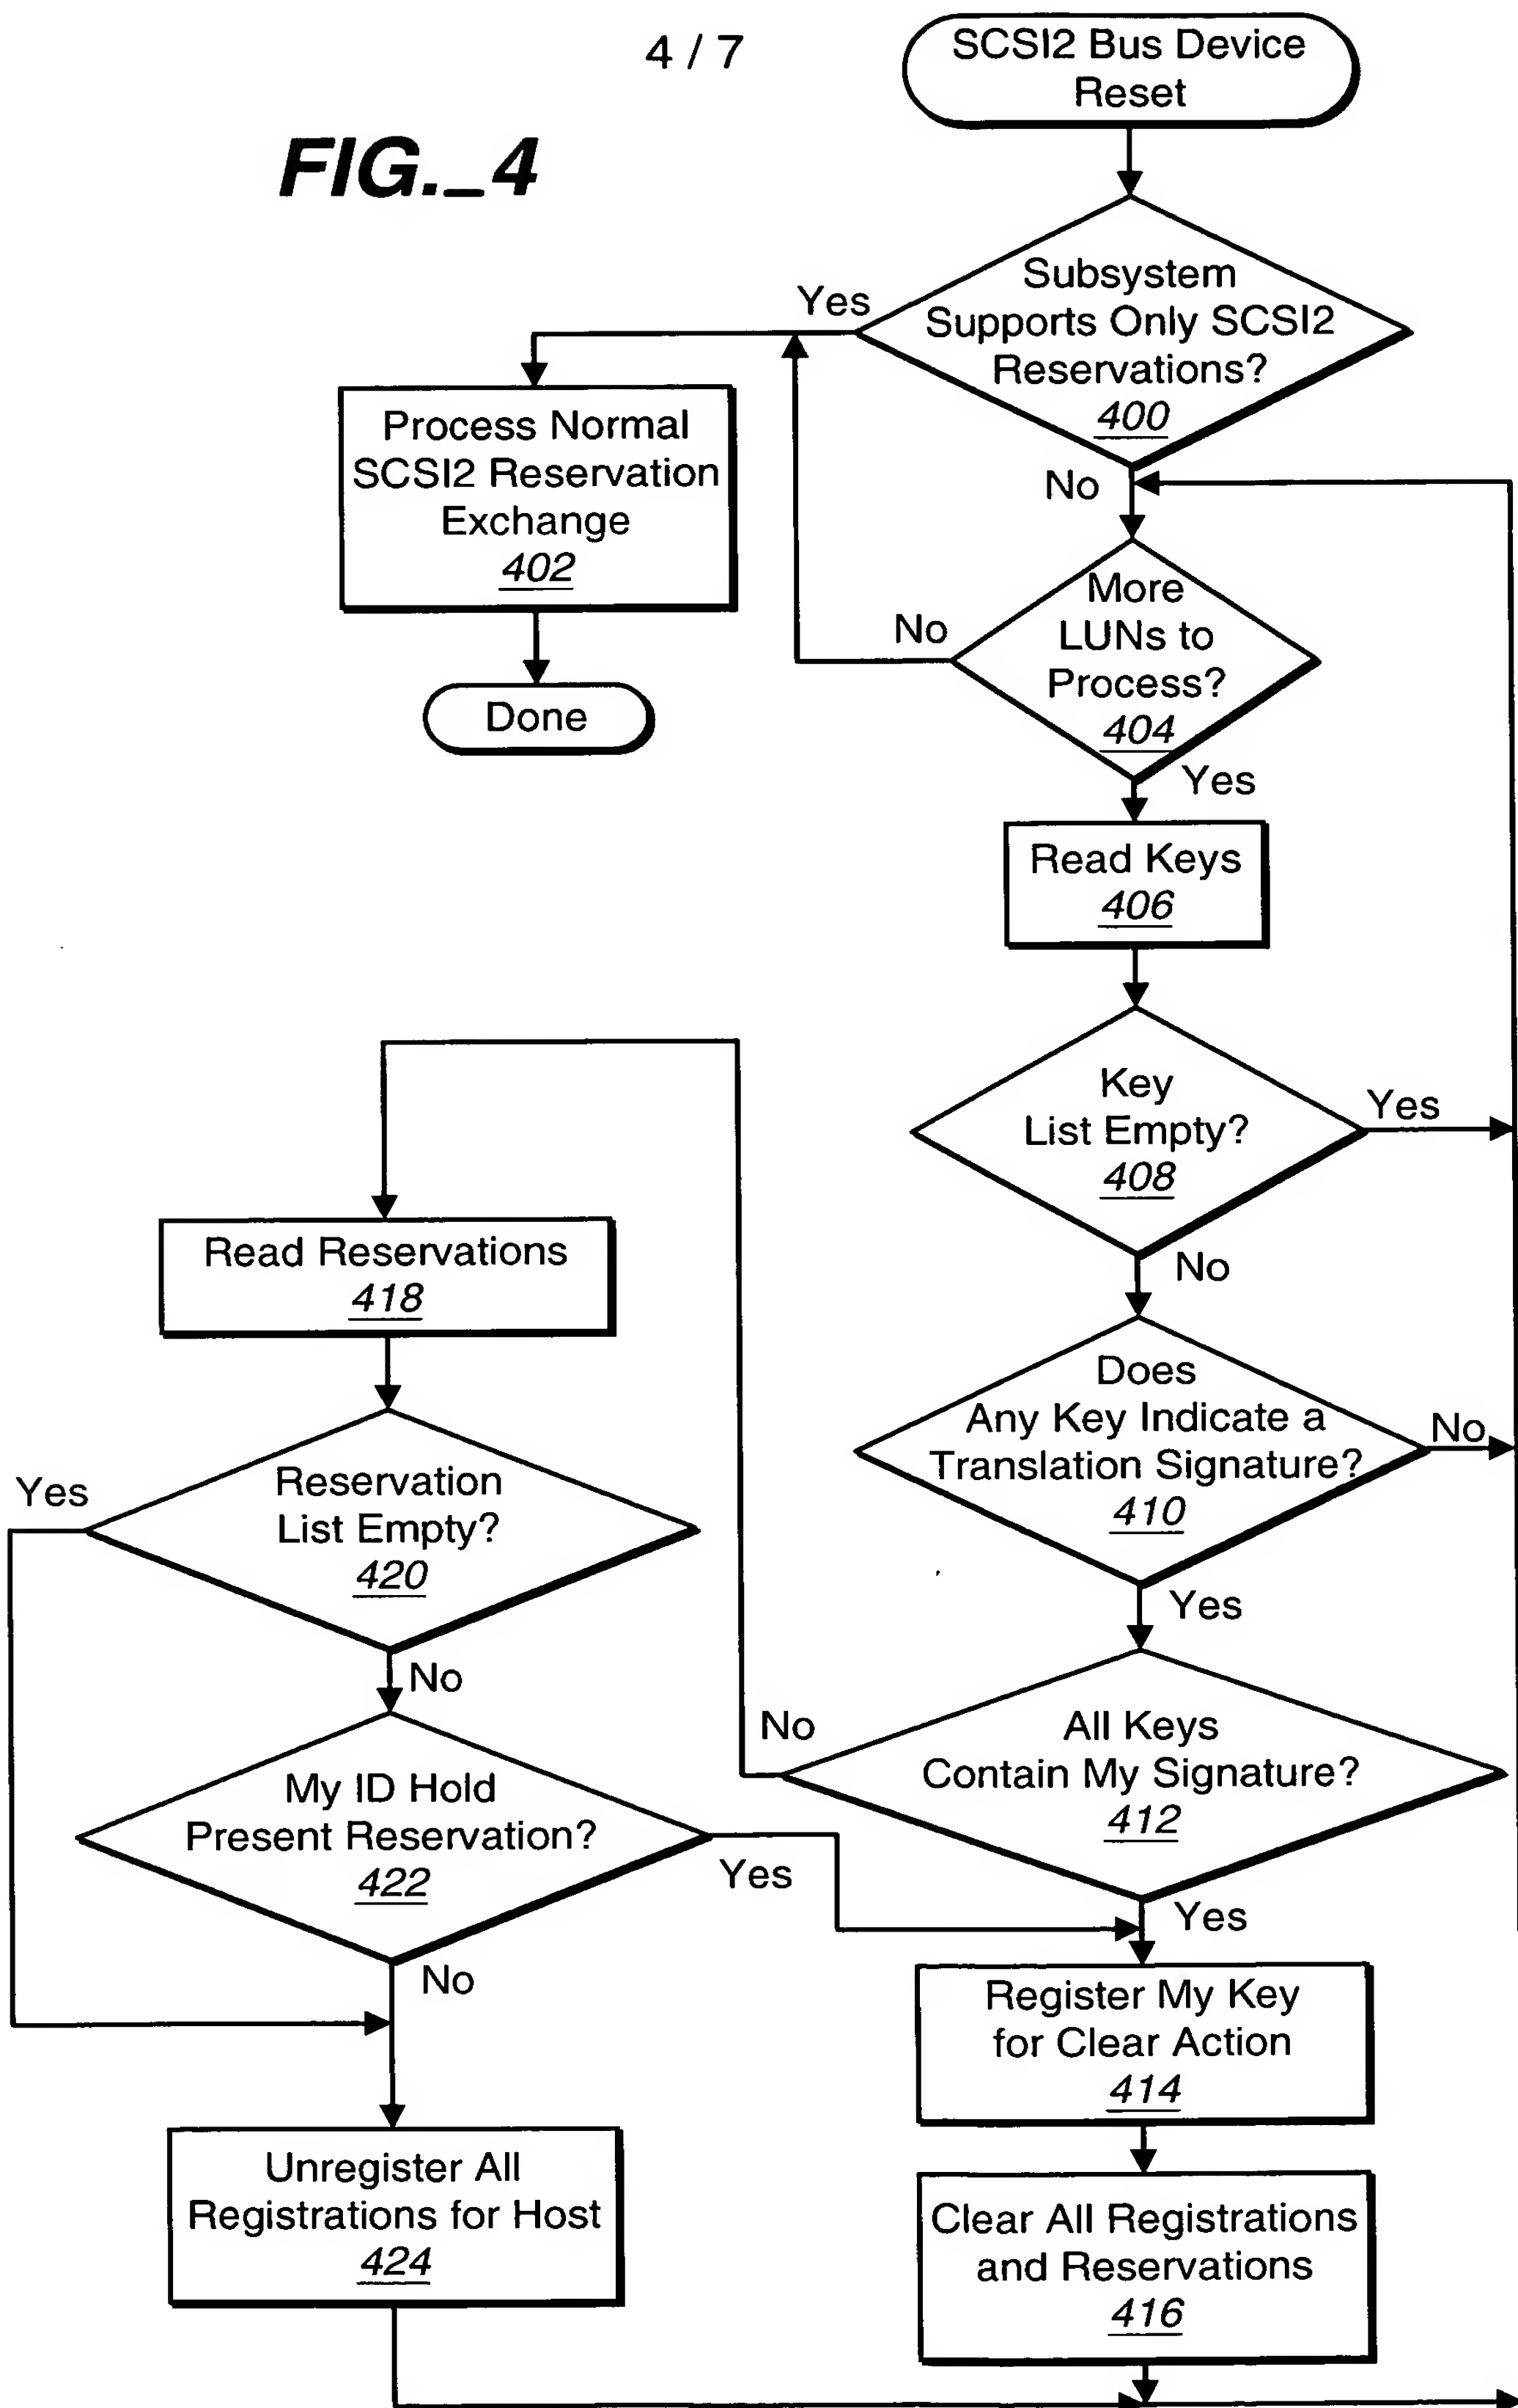 4 / 7
FIG._4
SCSI2 Bus Device
Reset
Subsystem
Supports Only SCSI2
Reservations?
400
Yes
No
Process Normal
SCSI2 Reservation
Exchange
402
Done
More
LUNs to
Process?
404
No
Yes
Read Keys
406
Key
List Empty?
408
Yes
No
Does
Any Key Indicate a
Translation Signature?
410
No
Yes
All Keys
Contain My Signature?
412
No
Yes
Register My Key
for Clear Action
414
Clear All Registrations
and Reservations
416
Read Reservations
418
Reservation
List Empty?
420
Yes
No
My ID Hold
Present Reservation?
422
Yes
No
Unregister All
Registrations for Host
424